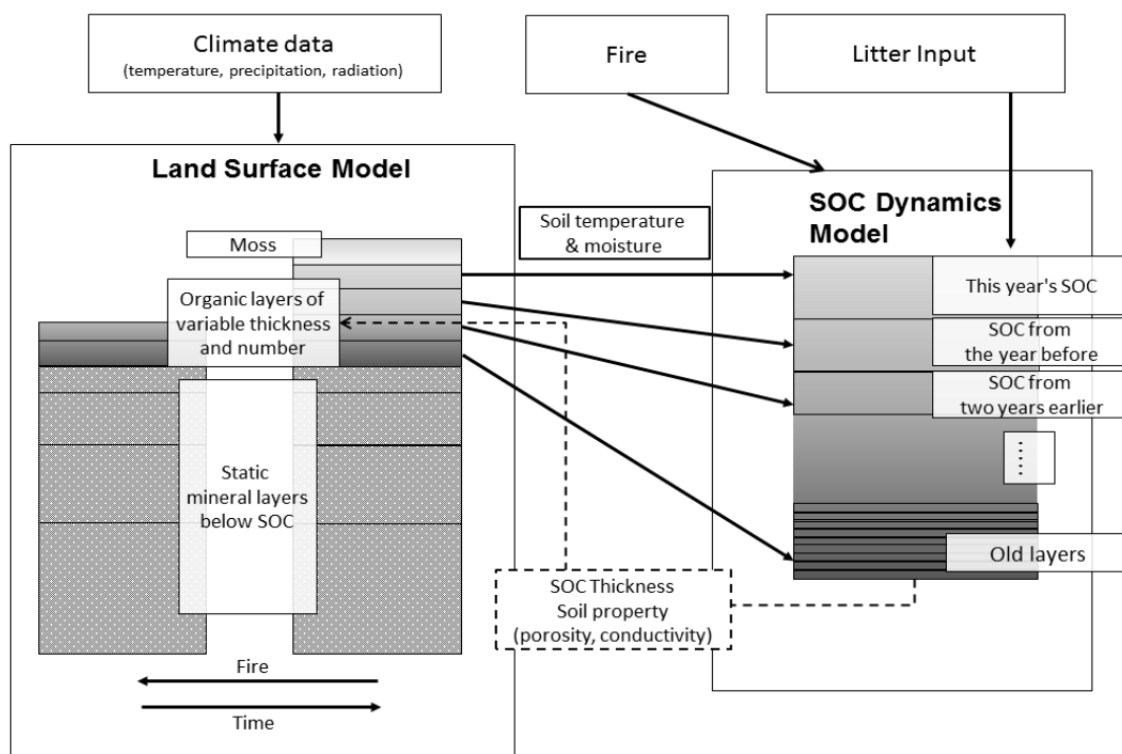 Climate data
(temperature, precipitation, radiation)
Fire
Litter Input
Land Surface Model
Moss
Organic layers of
variable thickness
and number
Static
mineral layers
below SOC
Fire
Time
Soil temperature
& moisture
SOC Dynamics
Model
This year's SOC
SOC from
the year before
SOC from
two years earlier
......
Old layers
SOC Thickness
Soil property
(porosity, conductivity)